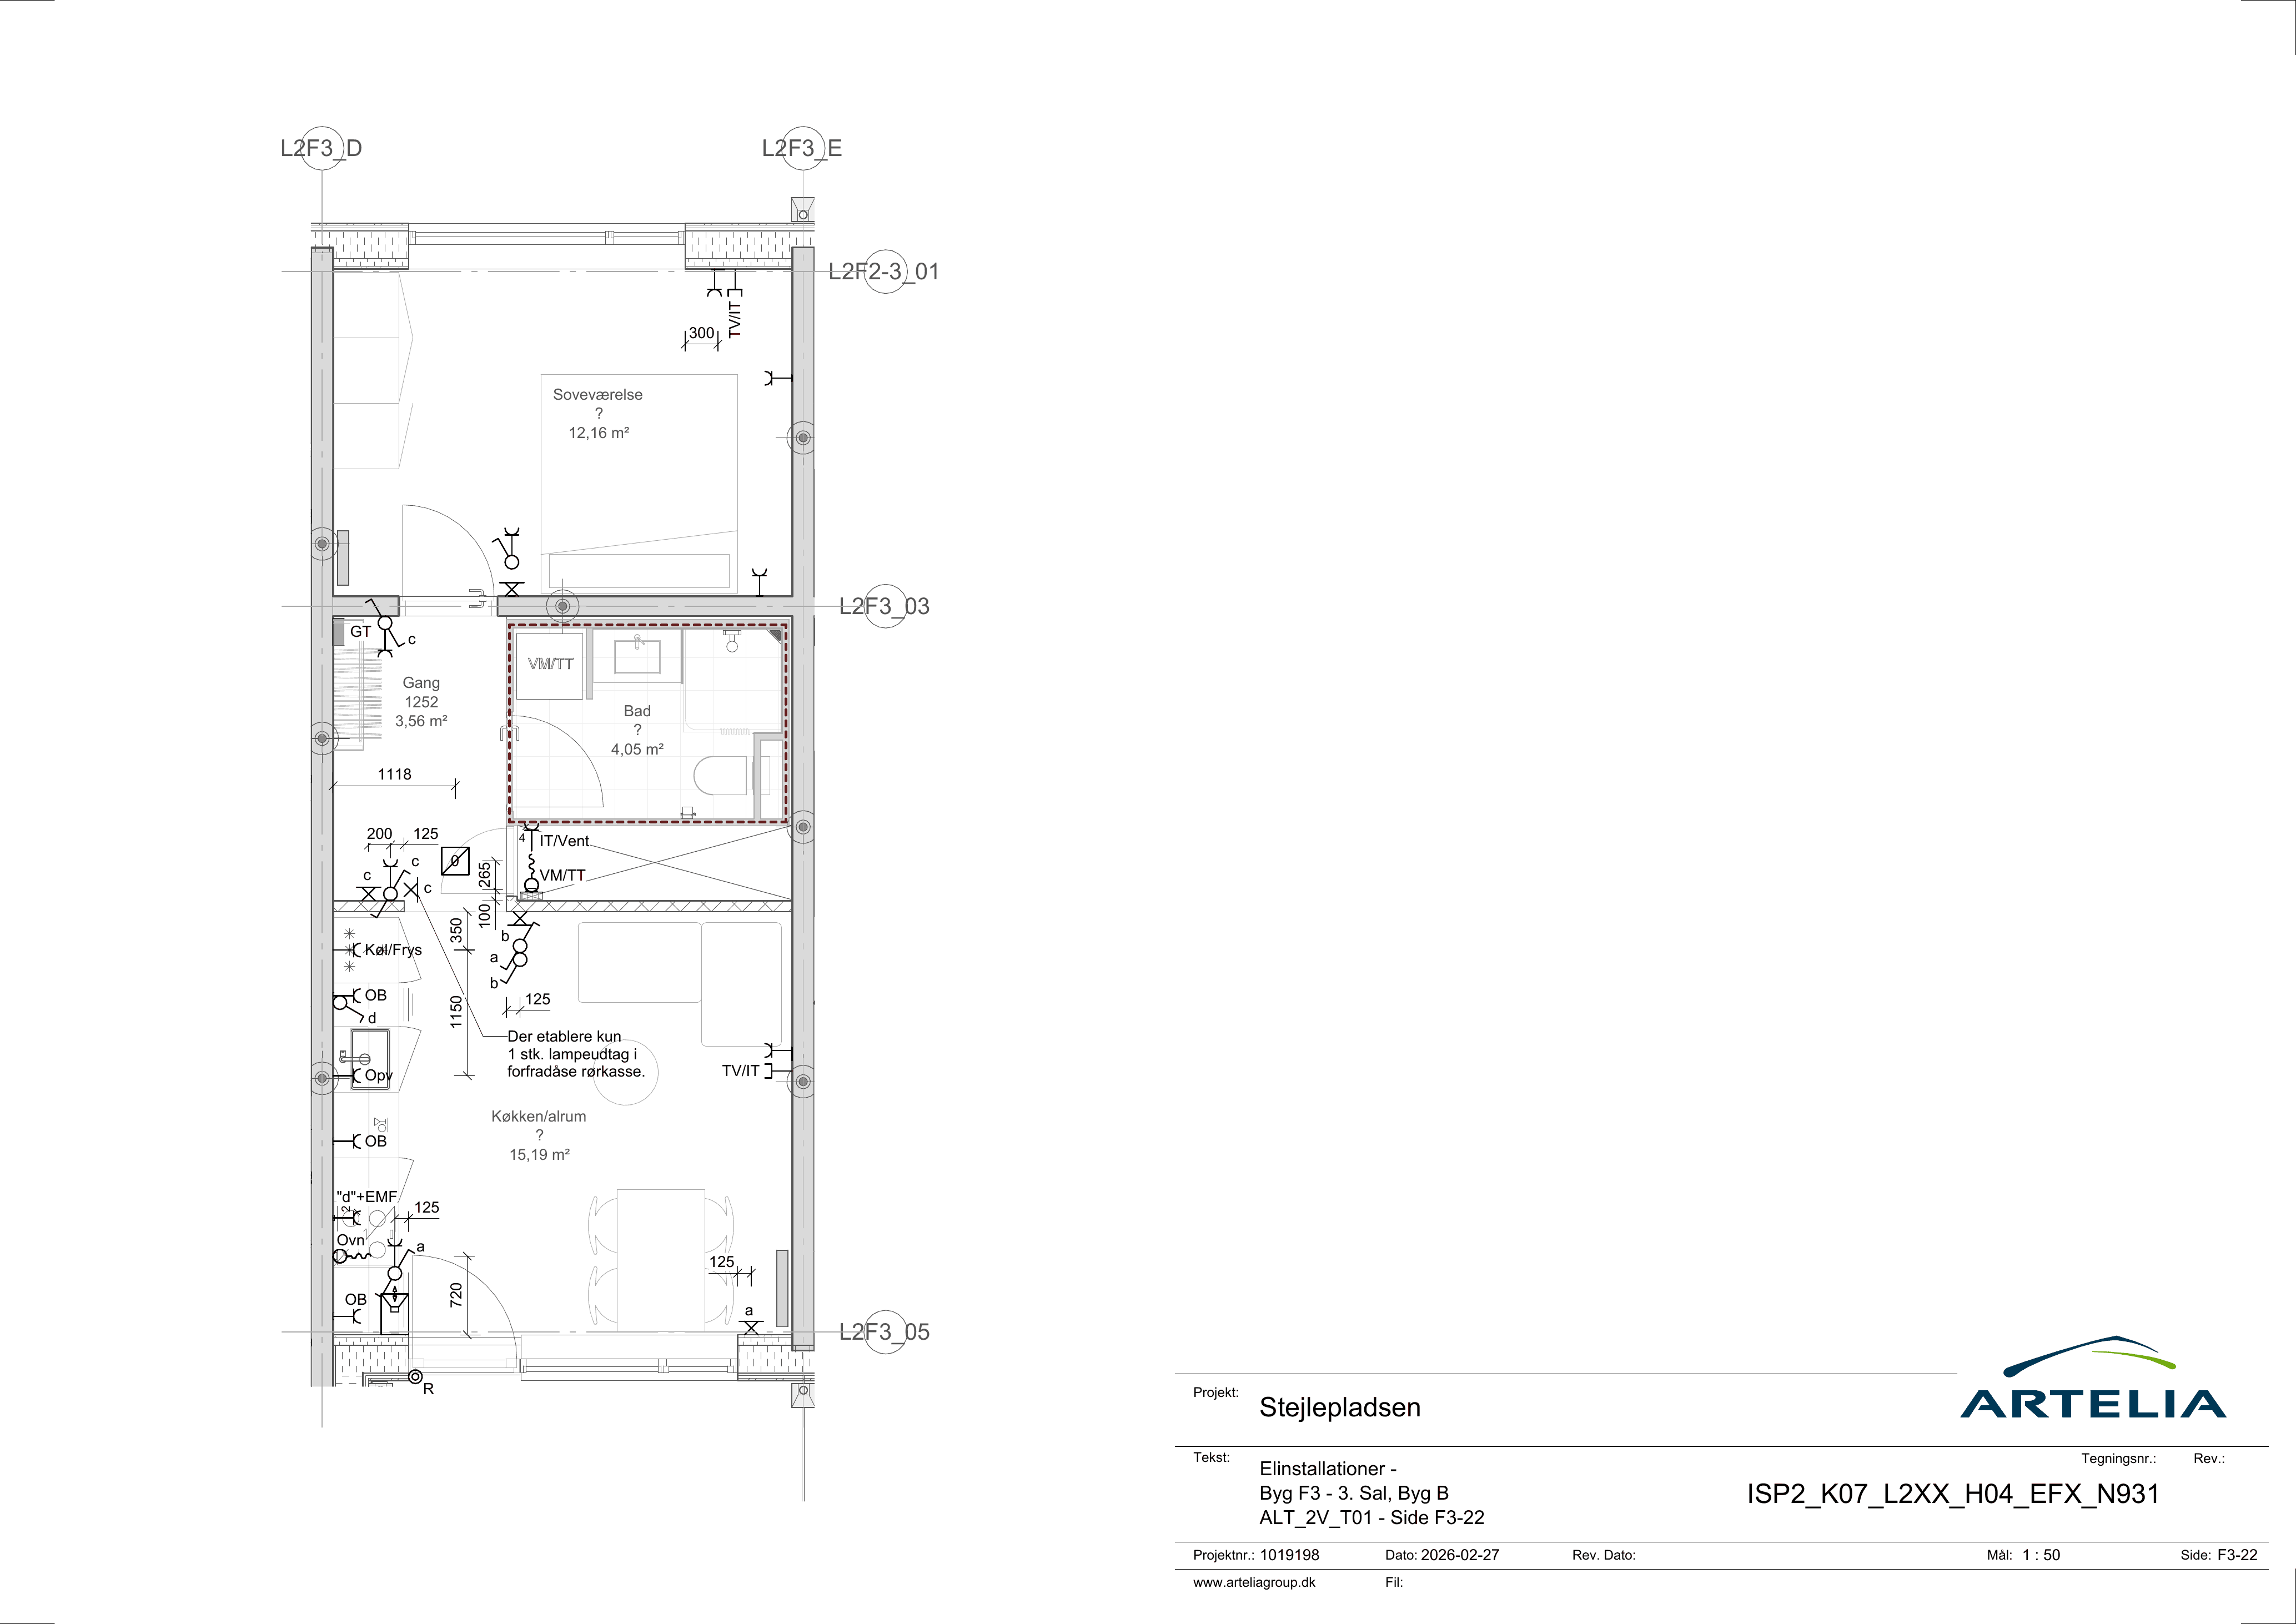 L2F3_D
L2F3_E
L2F2-3_01
TV/IT
300
Soveværelse
?
12,16 m²
L2F3_03
GT
c
VM/TT
Gang
1252
3,56 m²
Bad
?
4,05 m²
1118
200
125
4
IT/Vent
0
c
c
c
265
VM/TT
100
350
b
Køl/Frys
a
b
OB
125
d
1150
Der etablere kun
1 stk. lampeudtag i
forfradåse rørkasse.
Opv
TV/IT
Køkken/alrum
?
15,19 m²
OB
"d"+EMF
2
125
Ovn
a
125
720
OB
a
L2F3_05
R
Projekt:
Stejlepladsen
ARTELIA
Tekst:
Elinstallationer -
Byg F3 - 3. Sal, Byg B
ALT_2V_T01 - Side F3-22
Tegningsnr.:
Rev.:
ISP2_K07_L2XX_H04_EFX_N931
Projektnr.: 1019198
Dato: 2026-02-27
Rev. Dato:
Mål: 1 : 50
Side: F3-22
www.arteliagroup.dk
Fil: